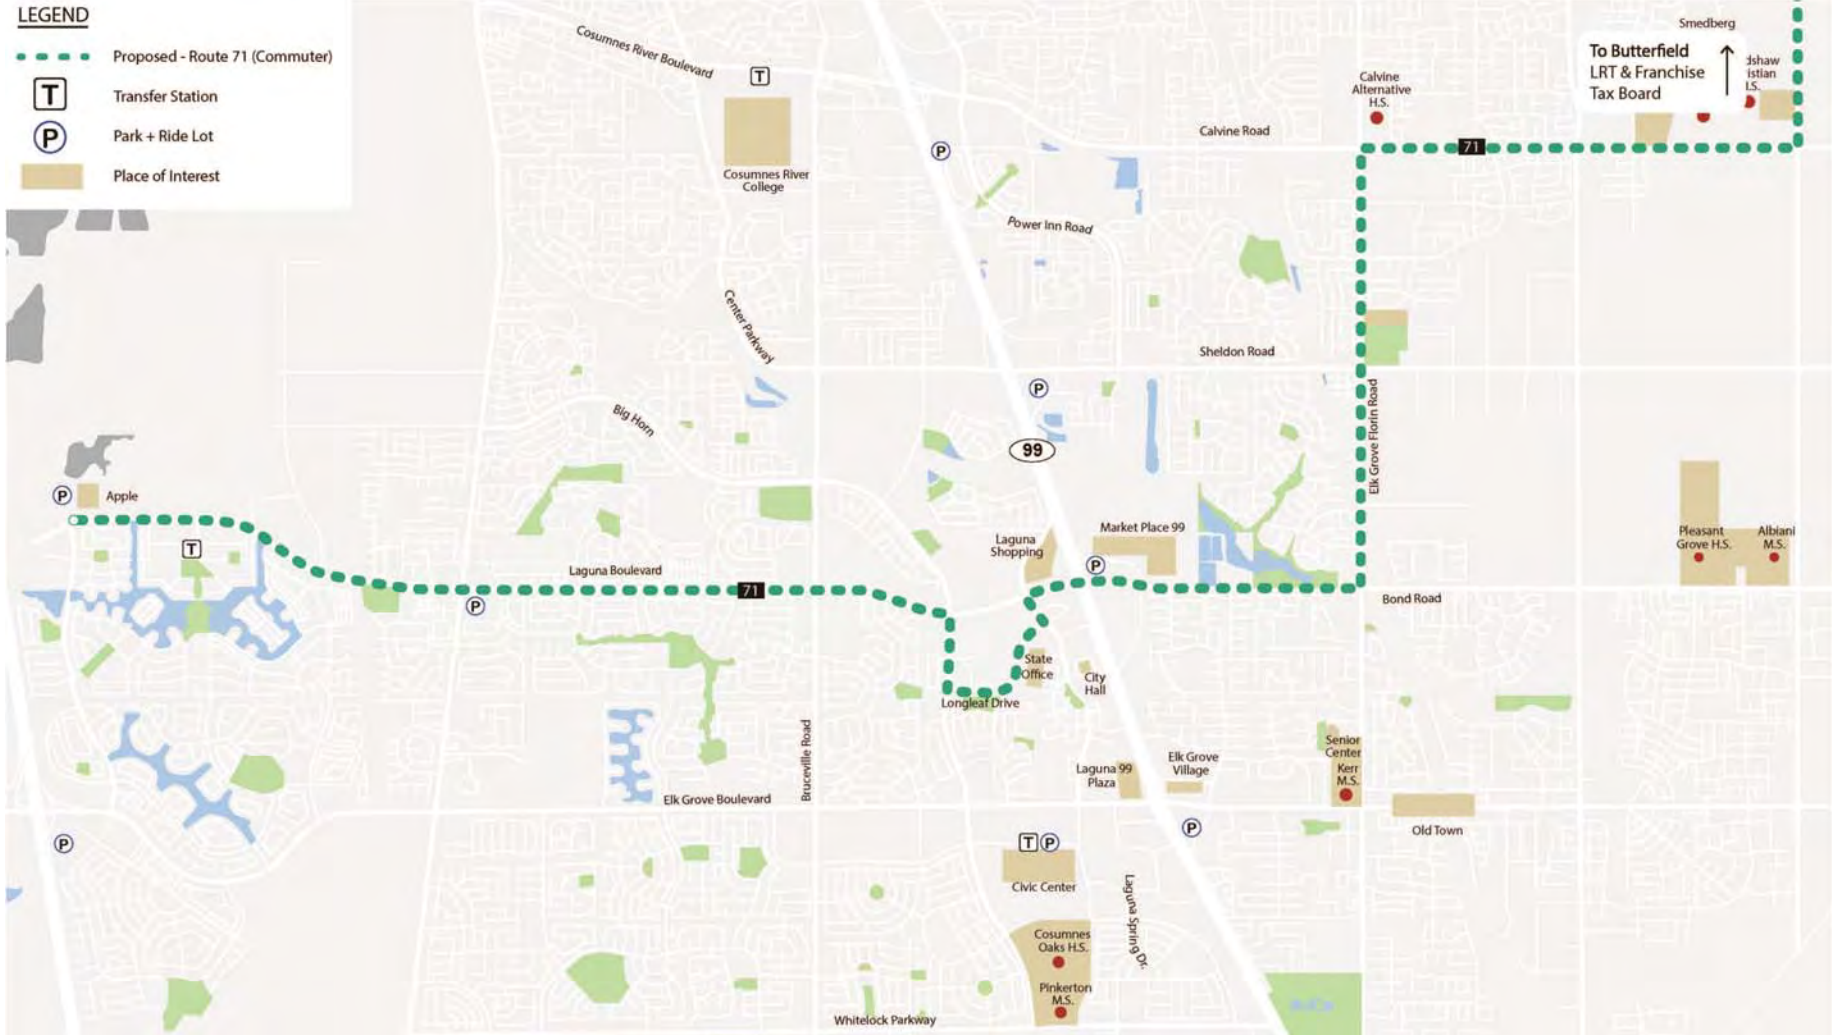 LEGEND
Proposed - Route 71 (Commuter)
T
Transfer Station
P
Park + Ride Lot
Place of Interest
Smedberg
To Butterfield
LRT & Franchise
Tax Board
Cosumnes River Boulevard
T
Calvine
Alternative
H.S.
Calvine Road
71
P
Cosumnes River
College
Power Inn Road
Center Parkway
Sheldon Road
P
Big Horn
99
Elk Grove Florin Road
P
Apple
T
Laguna
Shopping
Market Place 99
P
Pleasant
Grove H.S.
Albiani
M.S.
Laguna Boulevard
71
P
Bond Road
State
Office
City
Hall
Longleaf Drive
Bruceville Road
Senior
Center
Kerr
M.S.
Elk Grove
Village
Laguna 99
Plaza
Elk Grove Boulevard
Old Town
P
P
T
P
Civic Center
Laguna Spring Dr.
Cosumnes
Oaks H.S.
Pinkerton
M.S.
Whitelock Parkway